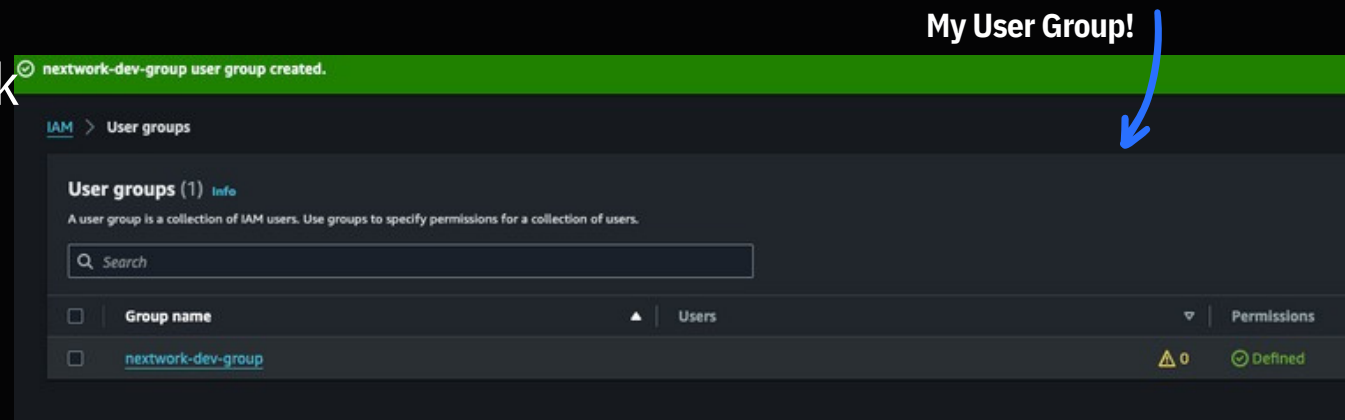 My User Group!
k
nextwork-dev-group user group created.
IAM > User groups
User groups (1) Info
A user group is a collection of IAM users. Use groups to specify permissions for a collection of users.
Search
Group name Users Permissions
nextwork-dev-group 0 Defined